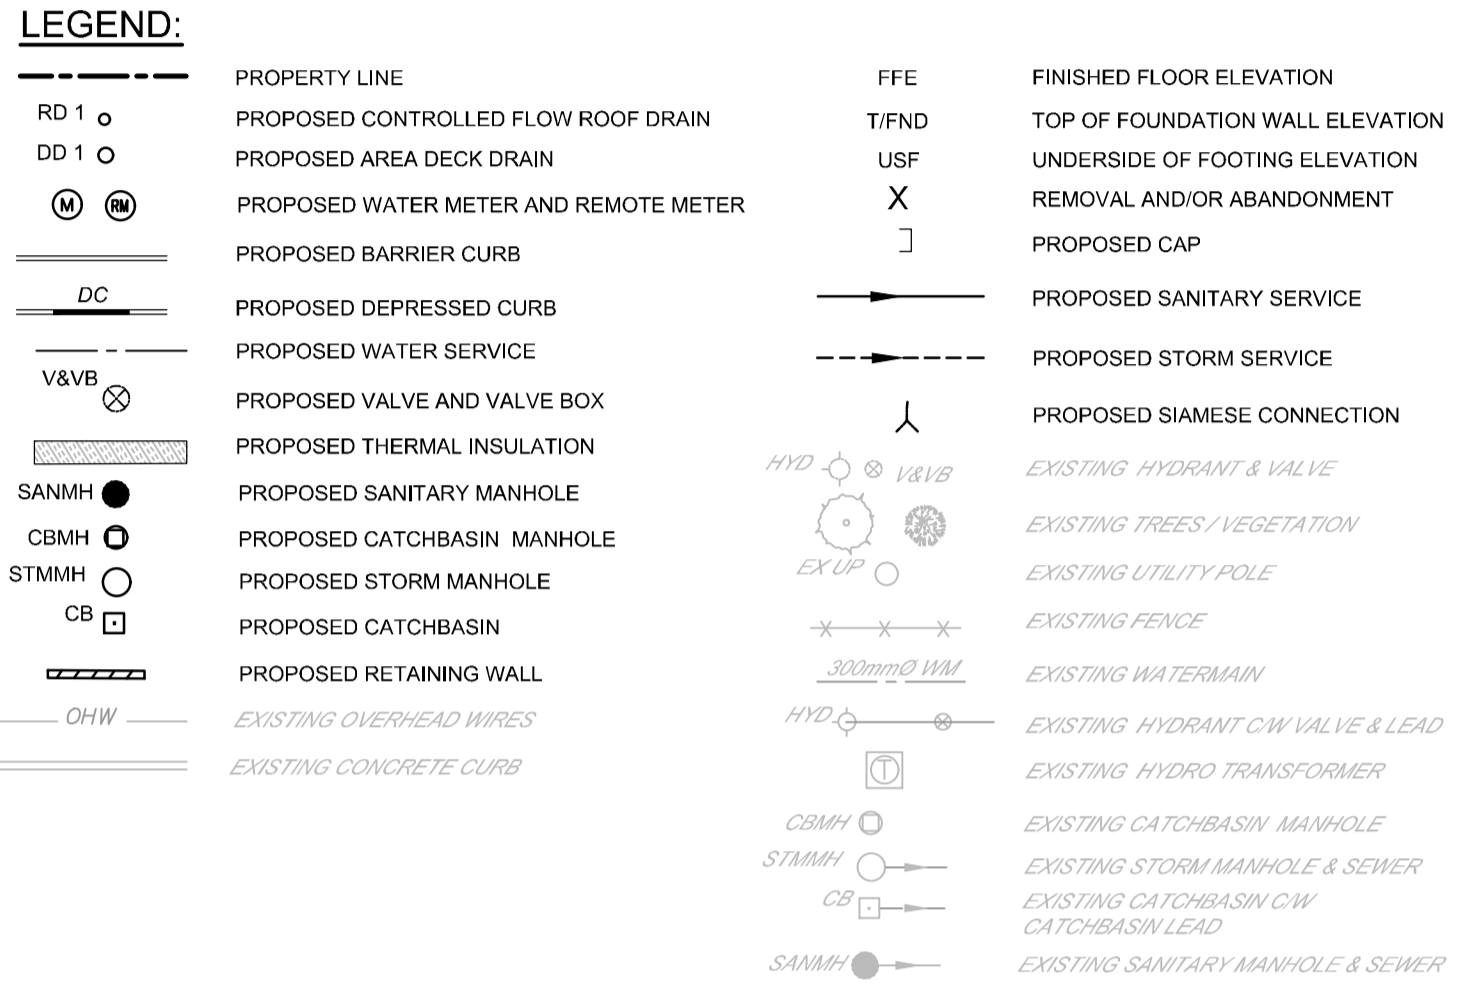 LEGEND:
PROPERTY LINE
RD 1 PROPOSED CONTROLLED FLOW ROOF DRAIN
DD 1 PROPOSED AREA DECK DRAIN
M RM PROPOSED WATER METER AND REMOTE METER
PROPOSED BARRIER CURB
DC PROPOSED DEPRESSED CURB
PROPOSED WATER SERVICE
V&VB PROPOSED VALVE AND VALVE BOX
PROPOSED THERMAL INSULATION
SANMH PROPOSED SANITARY MANHOLE
CBMH PROPOSED CATCHBASIN MANHOLE
STMMH PROPOSED STORM MANHOLE
CB PROPOSED CATCHBASIN
PROPOSED RETAINING WALL
OHW EXISTING OVERHEAD WIRES
EXISTING CONCRETE CURB
FFE FINISHED FLOOR ELEVATION
T/FND TOP OF FOUNDATION WALL ELEVATION
USF UNDERSIDE OF FOOTING ELEVATION
X REMOVAL AND/OR ABANDONMENT
PROPOSED CAP
PROPOSED SANITARY SERVICE
PROPOSED STORM SERVICE
PROPOSED SIAMESE CONNECTION
HYD V&VB EXISTING HYDRANT & VALVE
EXISTING TREES / VEGETATION
EX UP EXISTING UTILITY POLE
EXISTING FENCE
300mmØ WM EXISTING WATERMAIN
HYD EXISTING HYDRANT C/W VALVE & LEAD
T EXISTING HYDRO TRANSFORMER
CBMH EXISTING CATCHBASIN MANHOLE
STMMH EXISTING STORM MANHOLE & SEWER
CB EXISTING CATCHBASIN C/W
CATCHBASIN LEAD
SANMH EXISTING SANITARY MANHOLE & SEWER